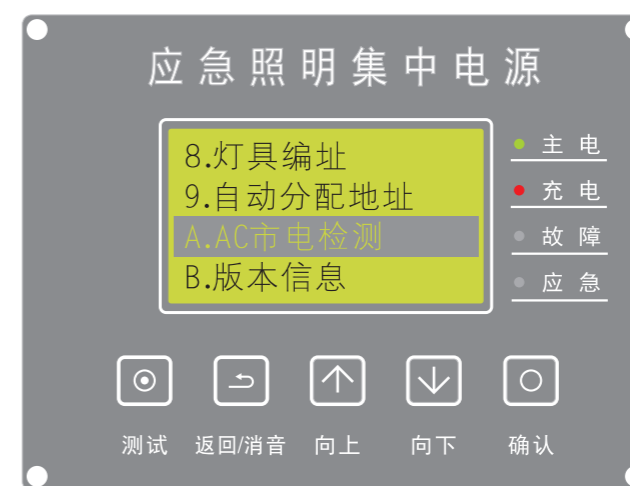 应急照明集中电源
8.灯具编址
9.自动分配地址
A.AC市电检测
B.版本信息
主电
充电
故障
应急
测试 返回/消音 向上 向下 确认